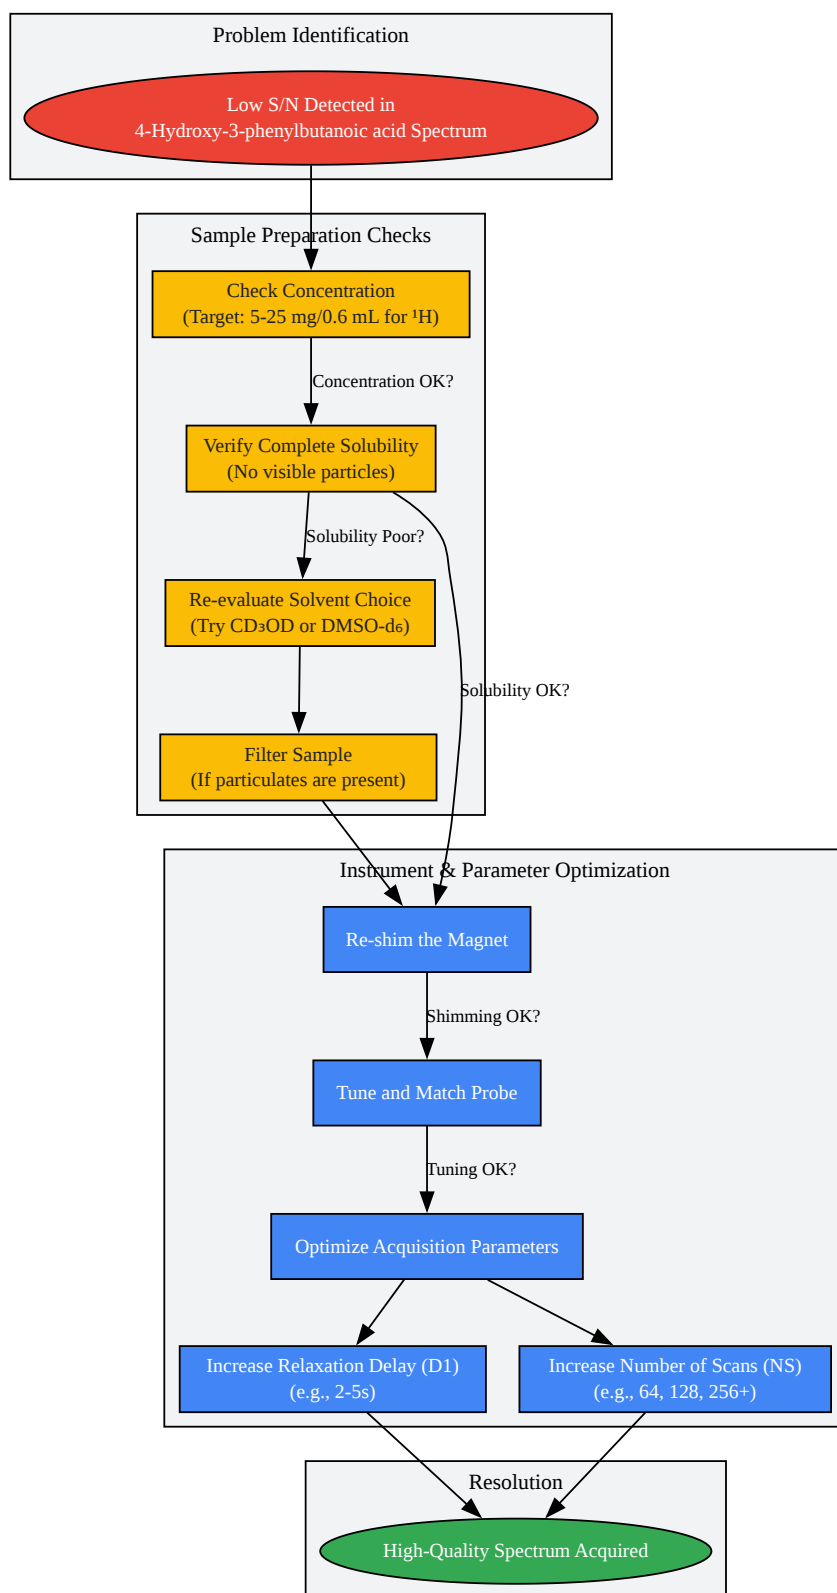 Problem Identification
Low S/N Detected in
4-Hydroxy-3-phenylbutanoic acid Spectrum
Sample Preparation Checks
Check Concentration
(Target: 5-25 mg/0.6 mL for ¹H)
Concentration OK?
Verify Complete Solubility
(No visible particles)
Solubility Poor?
Re-evaluate Solvent Choice
(Try CD₃OD or DMSO-d₆)
Solubility OK?
Filter Sample
(If particulates are present)
Instrument & Parameter Optimization
Re-shim the Magnet
Shimming OK?
Tune and Match Probe
Tuning OK?
Optimize Acquisition Parameters
Increase Relaxation Delay (D1)
(e.g., 2-5s)
Increase Number of Scans (NS)
(e.g., 64, 128, 256+)
Resolution
High-Quality Spectrum Acquired